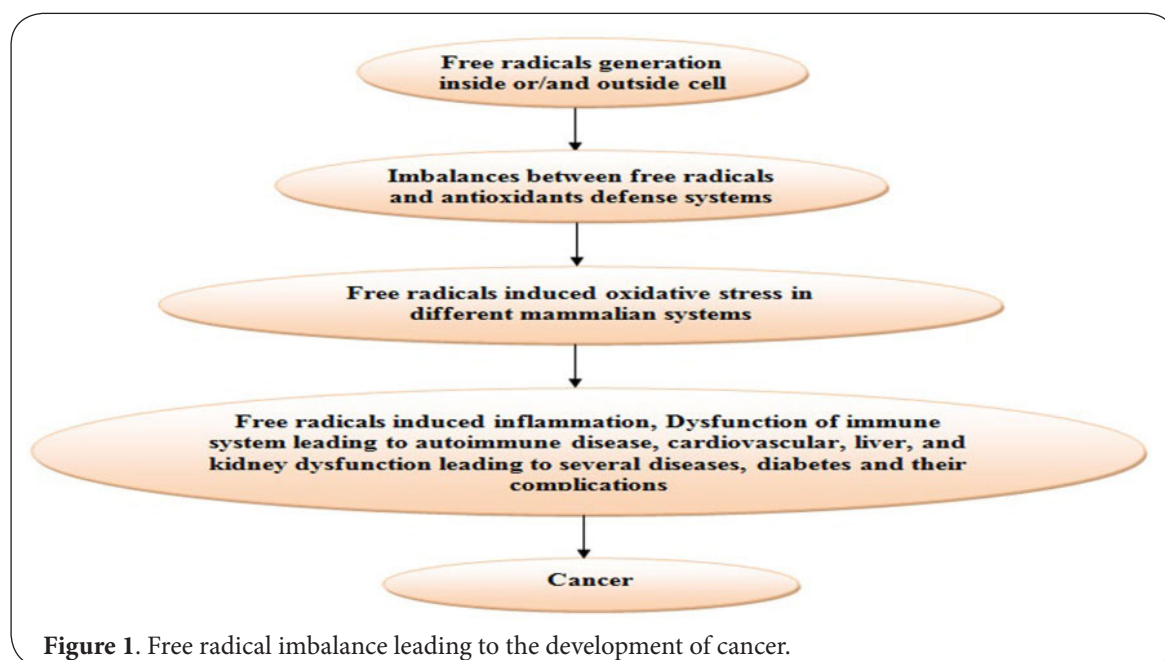 Free radicals generation
inside or/and outside cell
Imbalances between free radicals
and antioxidants defense systems
Free radicals induced oxidative stress in
different mammalian systems
Free radicals induced inflammation, Dysfunction of immune
system leading to autoimmune disease, cardiovascular, liver, and
kidney dysfunction leading to several diseases, diabetes and their
complications
Cancer
Figure 1. Free radical imbalance leading to the development of cancer.